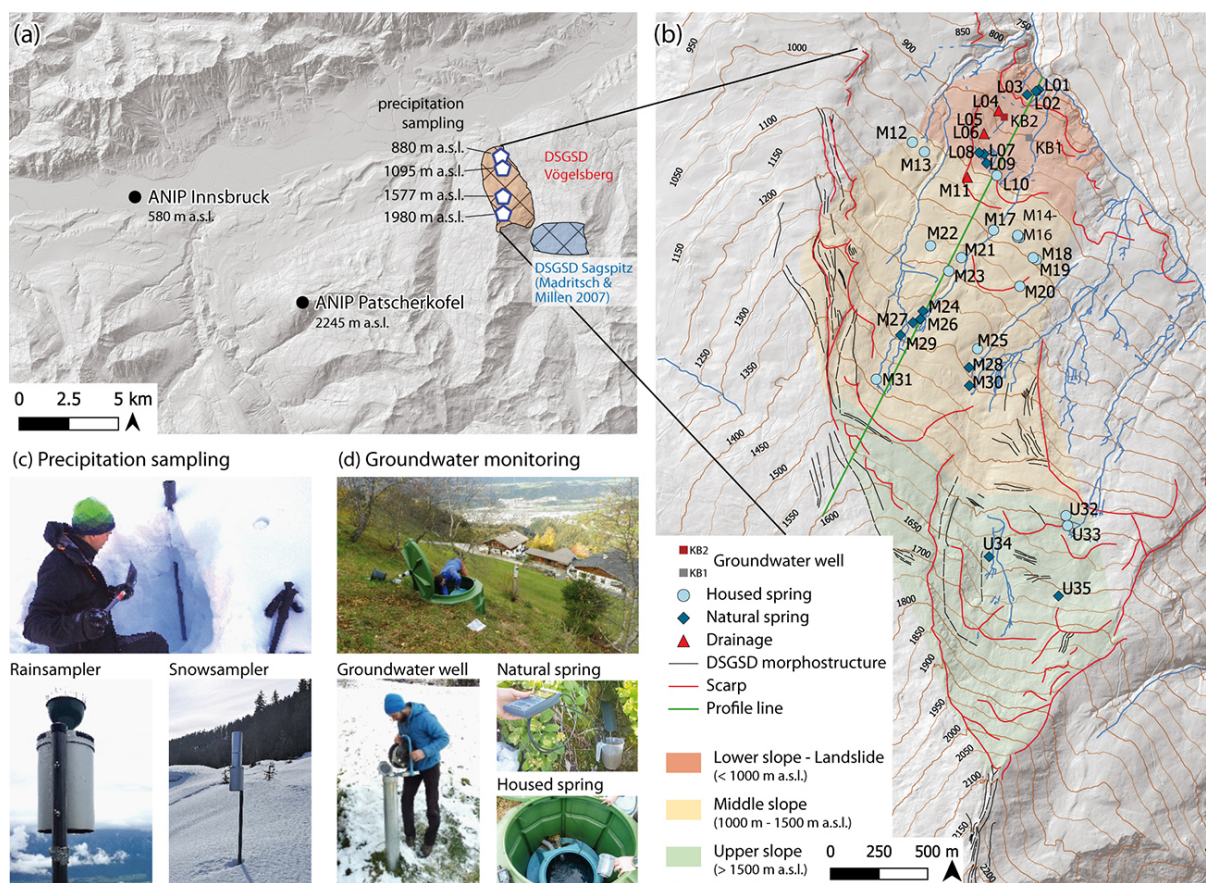 (a)
precipitation
sampling
880 m a.s.l.
1095 m a.s.l.
1577 m a.s.l.
1980 m a.s.l.
DSGSD
Vögelsberg
ANIP Innsbruck
580 m a.s.l.
DSGSD Sagspitz
(Madritsch &
Millen 2007)
ANIP Patscherkofel
2245 m a.s.l.
0 2.5 5 km
(b)
750
800
850
900
950
1000
1100
1150
1050
1200
1150
1300
1250
1350
1400
1450
1500
1550
1600
1650
1700
1800
1850
1900
1950
2000
2050
2100
2150
2200
L03
L01
L02
L04
KB2
L05
L06
KB1
L08
L07
L09
L10
M12
M13
M11
M17
M14-
M16
M22
M21
M18
M19
M23
M20
M24
M27
M26
M29
M25
M28
M31
M30
U32
U33
U34
U35
KB2
KB1
Groundwater well
Housed spring
Natural spring
Drainage
DSGSD morphostructure
Scarp
Profile line
Lower slope - Landslide
(< 1000 m a.s.l.)
Middle slope
(1000 m - 1500 m a.s.l.)
Upper slope
(> 1500 m a.s.l.)
0 250 500 m
(c) Precipitation sampling
Rainsampler
Snowsampler
(d) Groundwater monitoring
Groundwater well
Natural spring
Housed spring